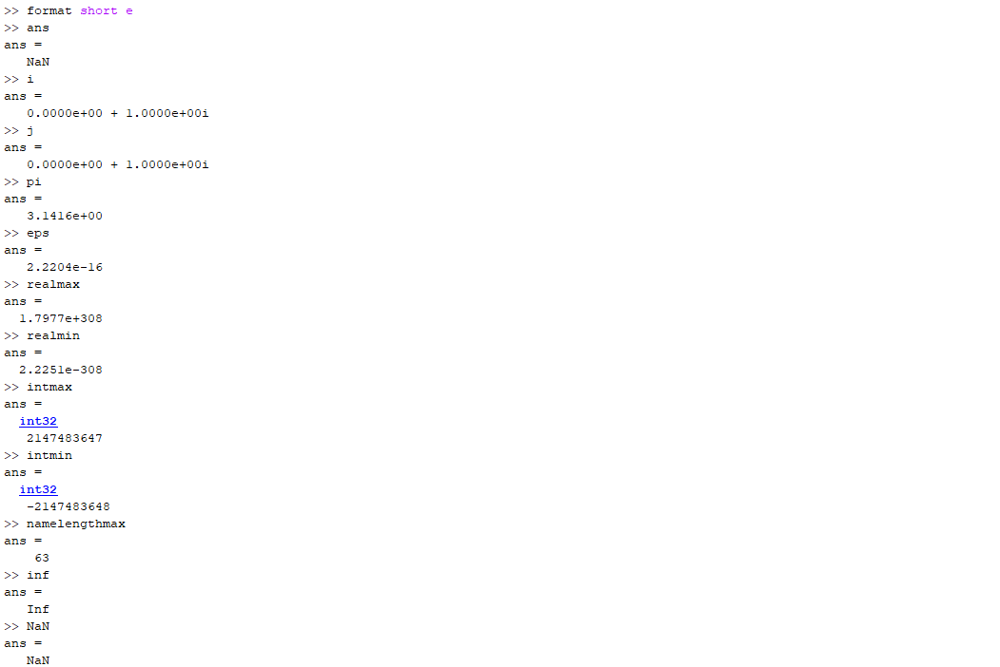 >> format short e
>> ans
ans =
   NaN
>> i
ans =
   0.0000e+00 + 1.0000e+00i
>> j
ans =
   0.0000e+00 + 1.0000e+00i
>> pi
ans =
   3.1416e+00
>> eps
ans =
   2.2204e-16
>> realmax
ans =
  1.7977e+308
>> realmin
ans =
  2.2251e-308
>> intmax
ans =
  int32
   2147483647
>> intmin
ans =
  int32
   -2147483648
>> namelengthmax
ans =
    63
>> inf
ans =
   Inf
>> NaN
ans =
   NaN